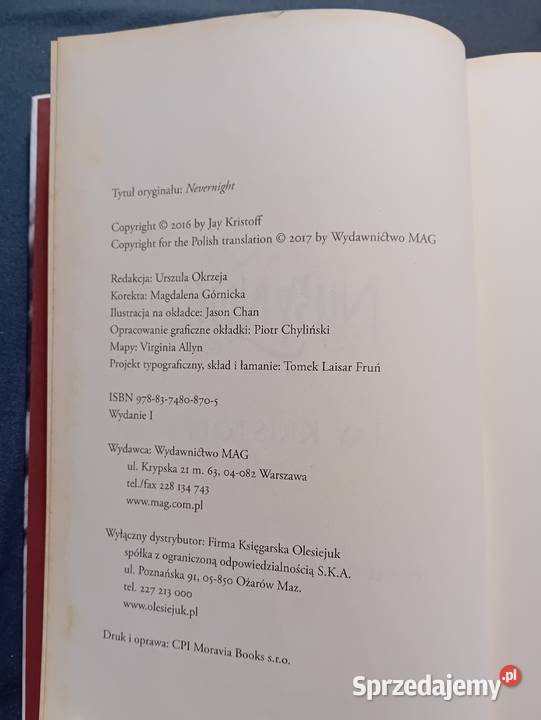 Tytuł oryginału: Nevernight
Copyright © 2016 by Jay Kristoff
Copyright for the Polish translation © 2017 by Wydawnictwo MAG
Redakcja: Urszula Okrzeja
Korekta: Magdalena Górnicka
Ilustracja na okładce: Jason Chan
Opracowanie graficzne okładki: Piotr Chyliński
Mapy: Virginia Allyn
Projekt typograficzny, skład i łamanie: Tomek Laisar Fruń
ISBN 978-83-7480-870-5
Wydanie I
Wydawca: Wydawnictwo MAG
ul. Krypska 21 m. 63, 04-082 Warszawa
tel./fax 228 134 743
www.mag.com.pl
Wyłączny dystrybutor: Firma Księgarska Olesiejuk
spółka z ograniczoną odpowiedzialnością S.K.A.
ul. Poznańska 91, 05-850 Ożarów Maz.
tel. 227 213 000
www.olesiejuk.pl
Druk i oprawa: CPI Moravia Books s.r.o.
Sprzedajemy.pl